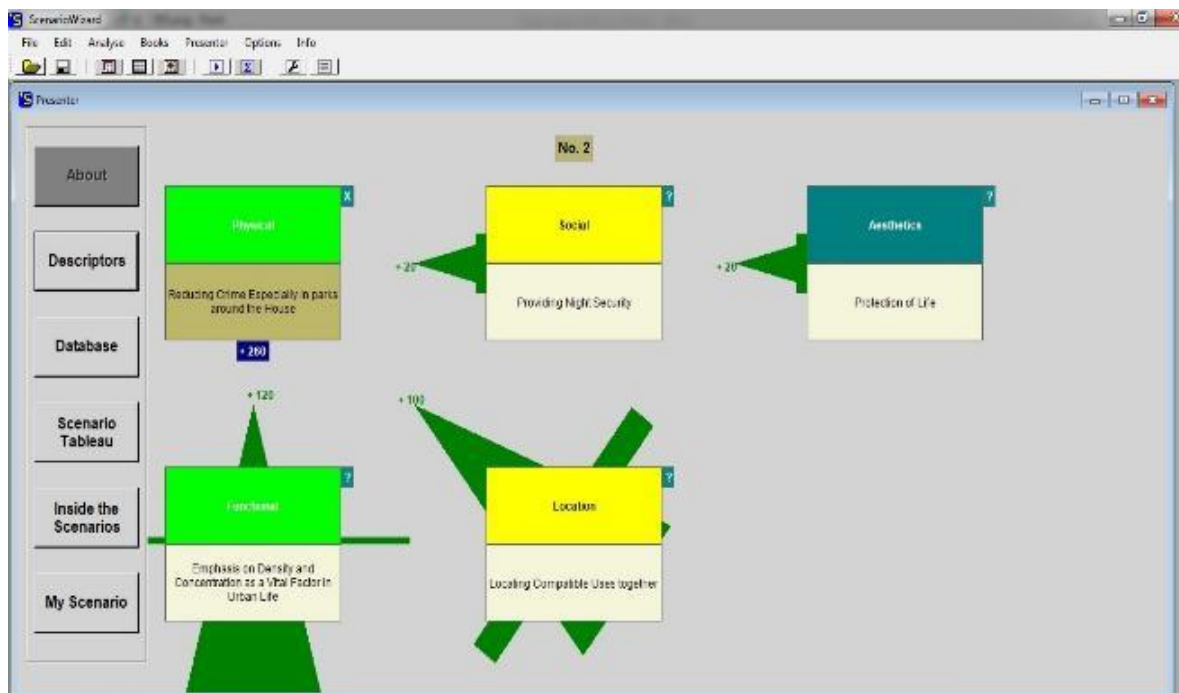 ScenarioWizard
File Edit Analyse Books Presenter Options Info
Presenter
No. 2
About
Descriptors
Database
Scenario
Tableau
Inside the
Scenarios
My Scenario
Physical
X
Reducing Crime Especially in parks
around the House
+ 260
+ 20
Social
?
Providing Night Security
+ 20
Aesthetics
?
Protection of Life
+ 120
Functional
?
Emphasis on Density and
Concentration as a Vital Factor in
Urban Life
+ 100
Location
?
Locating Compatible Uses together